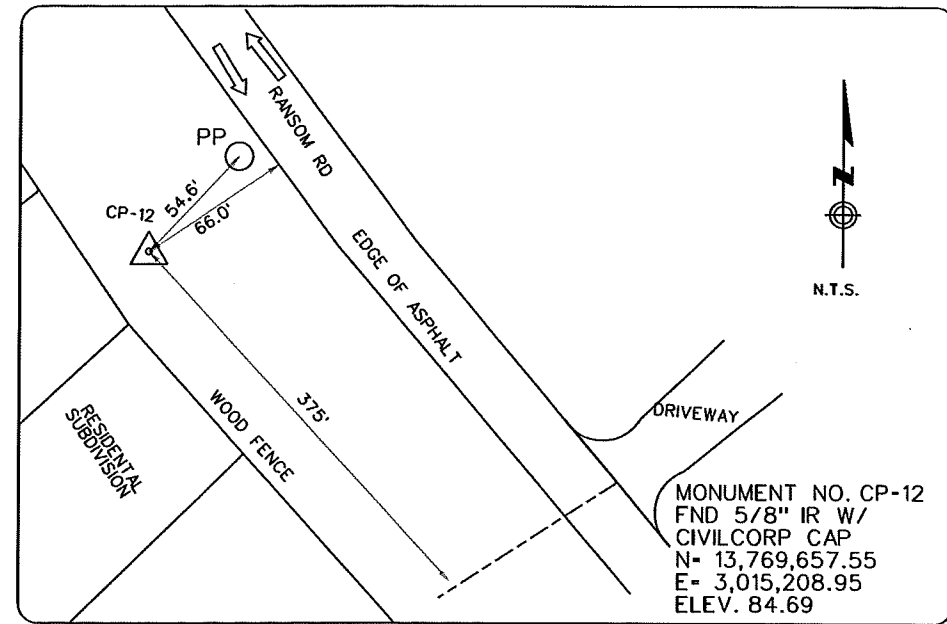 RANSOM RD
PP
54.6'
CP-12
66.0'
EDGE OF ASPHALT
N
N.T.S.
375'
WOOD FENCE
DRIVEWAY
RESIDENTAL
SUBDIVISION
MONUMENT NO. CP-12
FND 5/8" IR W/
CIVILCORP CAP
N= 13,769,657.55
E= 3,015,208.95
ELEV. 84.69